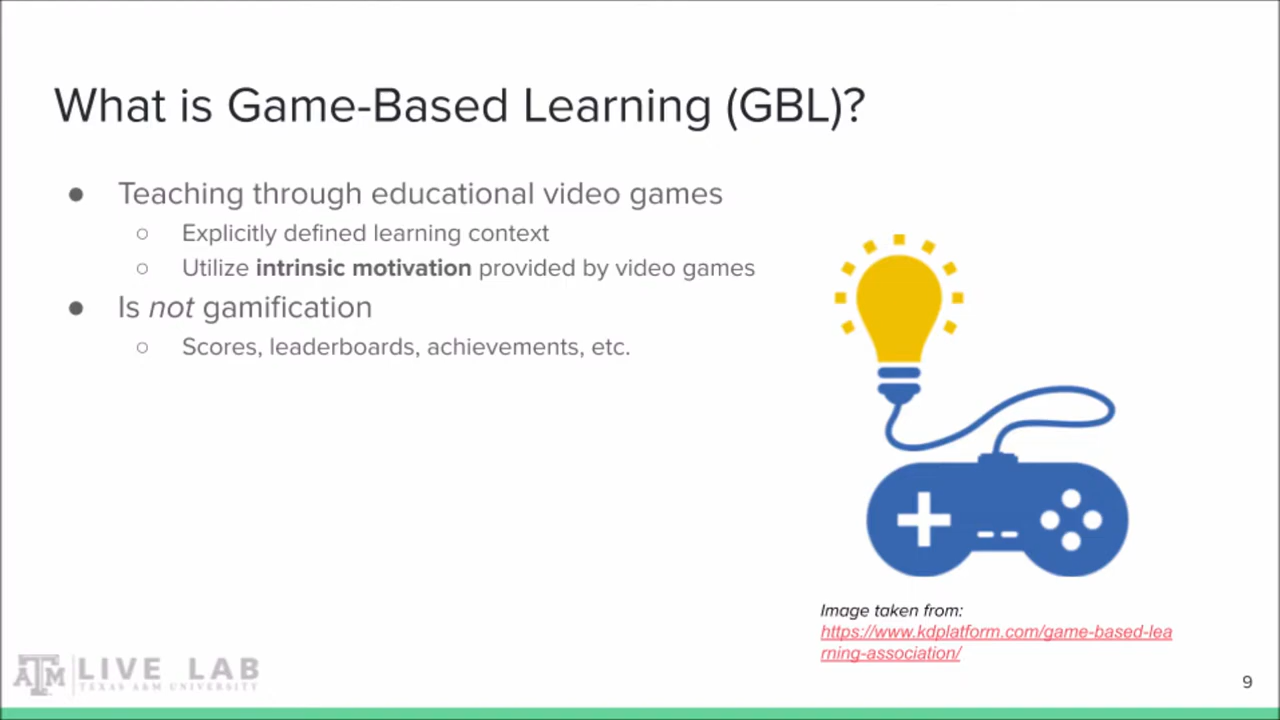 What is Game-Based Learning (GBL)?
● Teaching through educational video games
○ Explicitly defined learning context
○ Utilize intrinsic motivation provided by video games
● Is not gamification
○ Scores, leaderboards, achievements, etc.
Image taken from:
https://www.kdplatform.com/game-based-lea
rning-association/
ATM LIVE LAB
TEXAS A&M UNIVERSITY
9